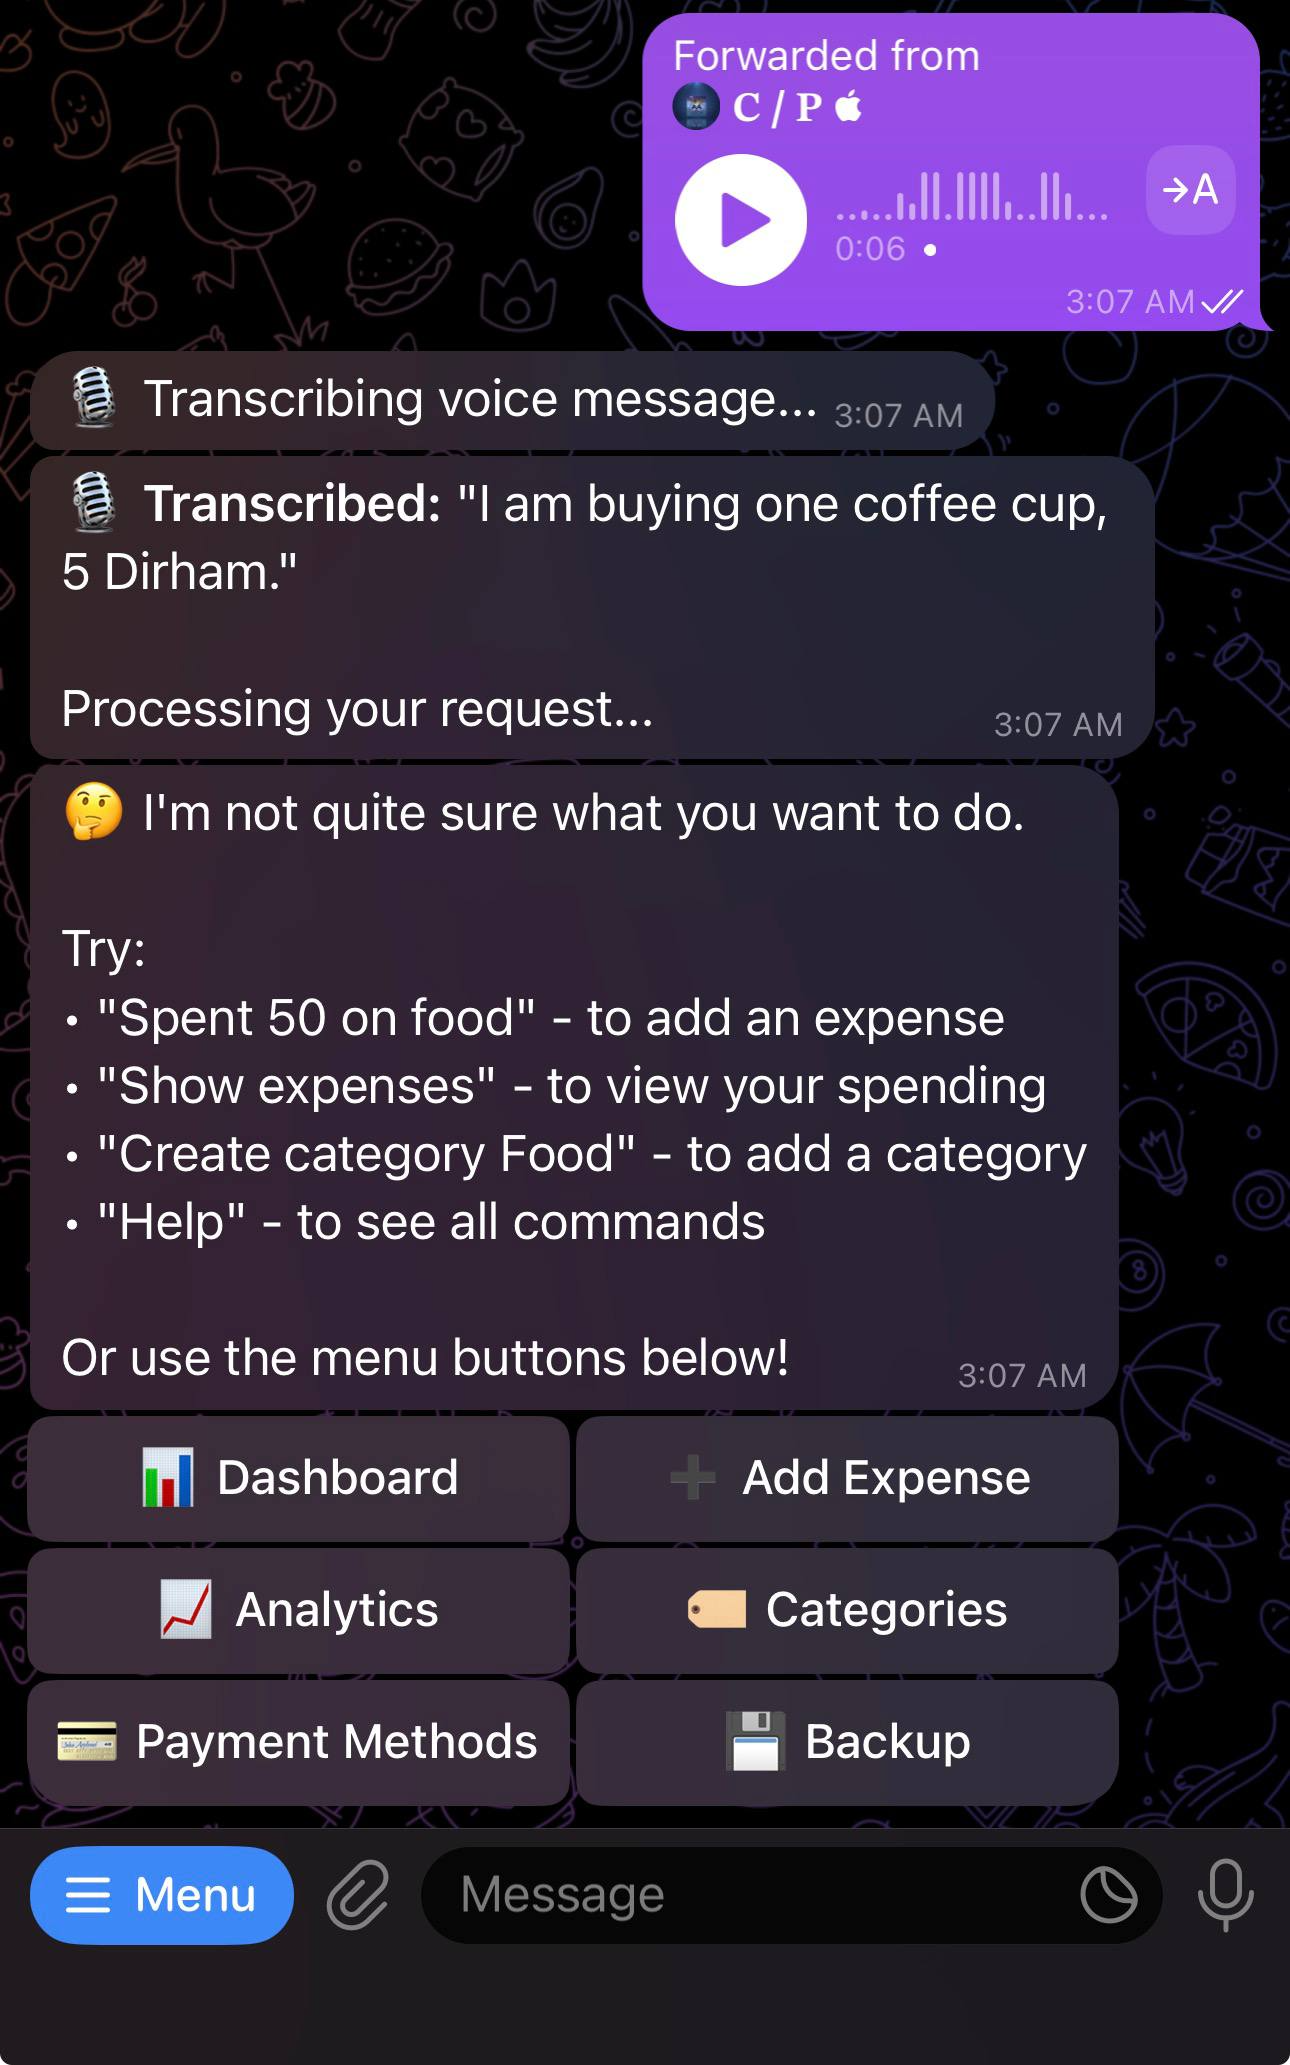 Forwarded from
C / P 
0:06
→A
3:07 AM
🎙️ Transcribing voice message... 3:07 AM
🎙️ Transcribed: "I am buying one coffee cup,
5 Dirham."
Processing your request...
3:07 AM
🤔 I'm not quite sure what you want to do.
Try:
• "Spent 50 on food" - to add an expense
• "Show expenses" - to view your spending
• "Create category Food" - to add a category
• "Help" - to see all commands
Or use the menu buttons below!
3:07 AM
📊 Dashboard
➕ Add Expense
📈 Analytics
🏷️ Categories
💳 Payment Methods
💾 Backup
Menu
Message